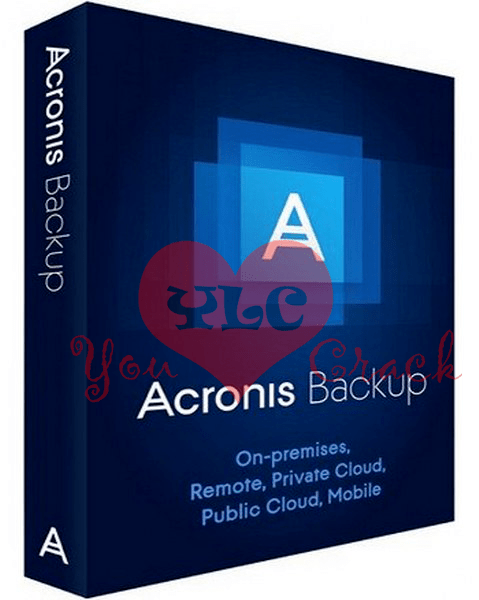 Acronis Backup
A
YLC
You Crack
Acronis Backup
On-premises,
Remote, Private Cloud,
Public Cloud, Mobile
A